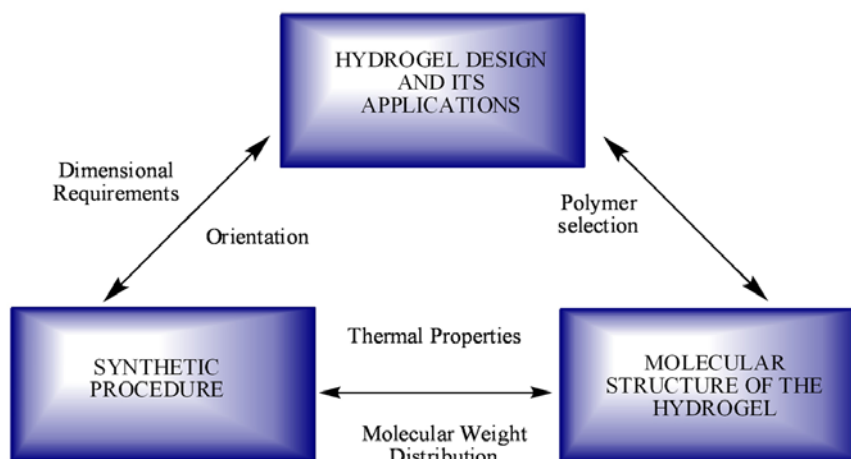 HYDROGEL DESIGN
AND ITS
APPLICATIONS
Dimensional
Requirements
Orientation
Polymer
selection
SYNTHETIC
PROCEDURE
Thermal Properties
Molecular Weight
Distribution
MOLECULAR
STRUCTURE OF THE
HYDROGEL